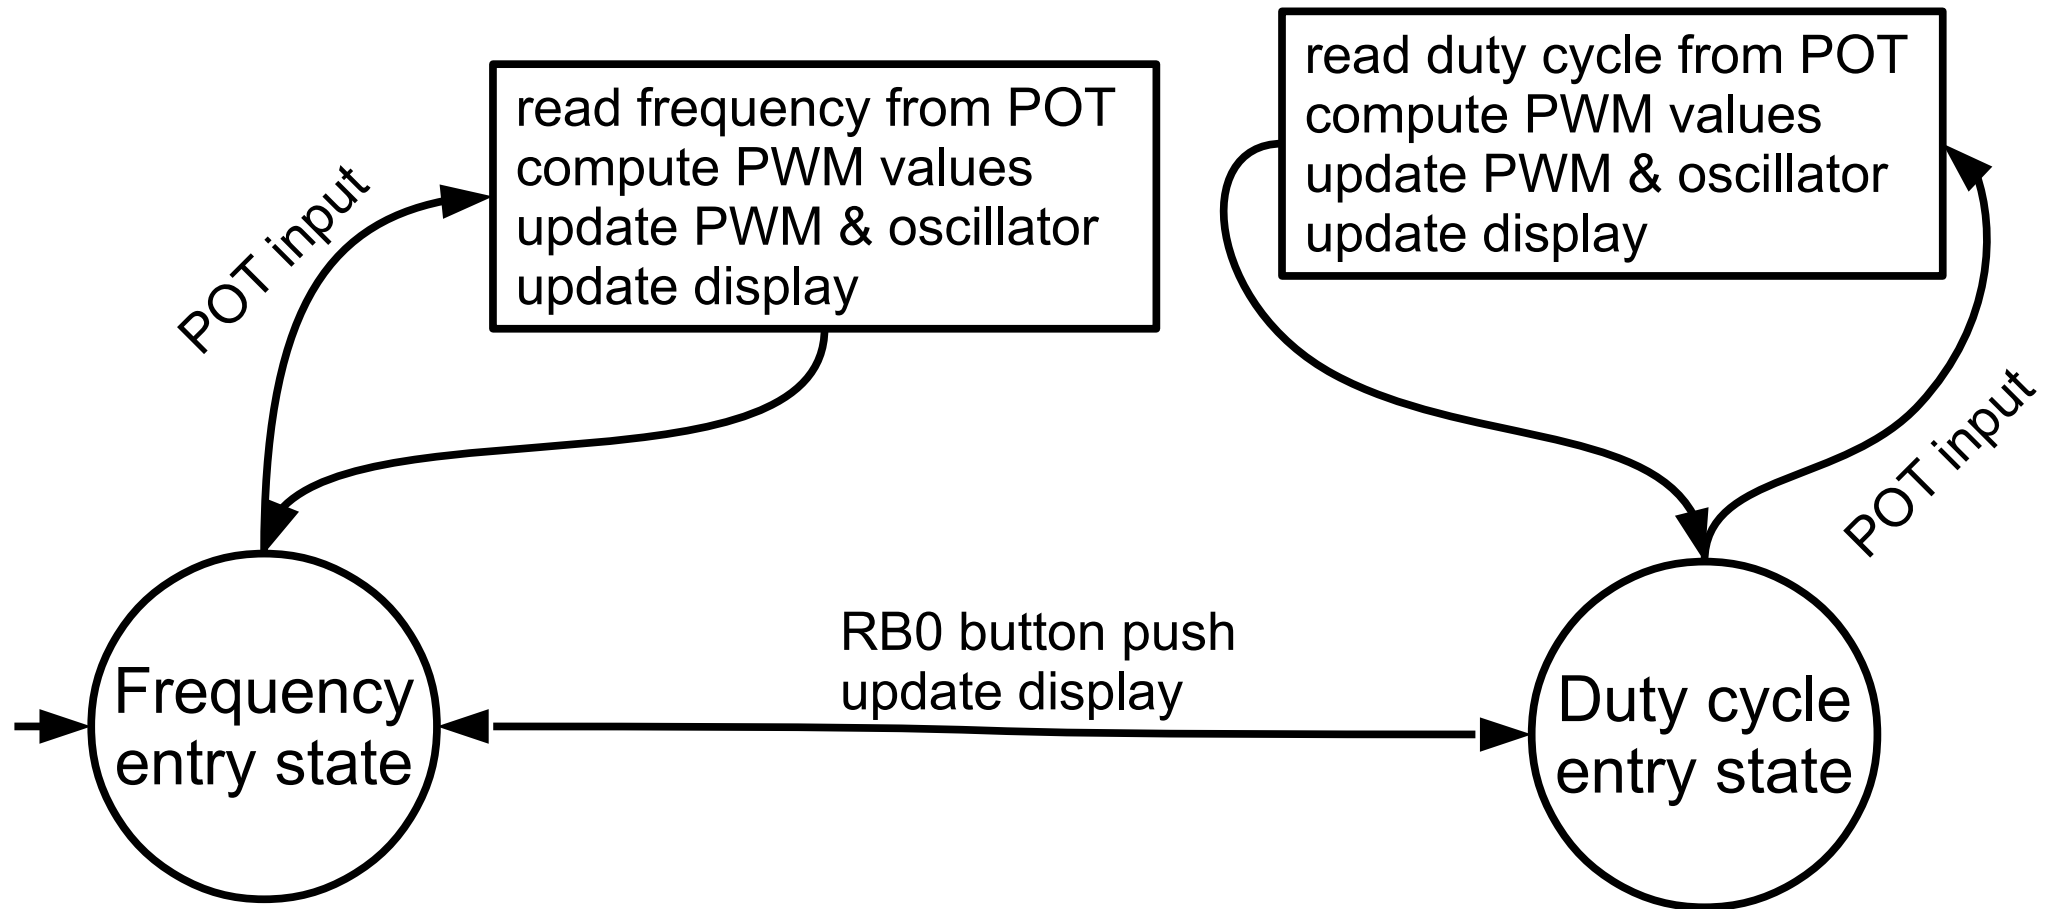 read frequency from POT
compute PWM values
update PWM & oscillator
update display
read duty cycle from POT
compute PWM values
update PWM & oscillator
update display
POT input
POT input
RB0 button push
update display
Frequency
entry state
Duty cycle
entry state